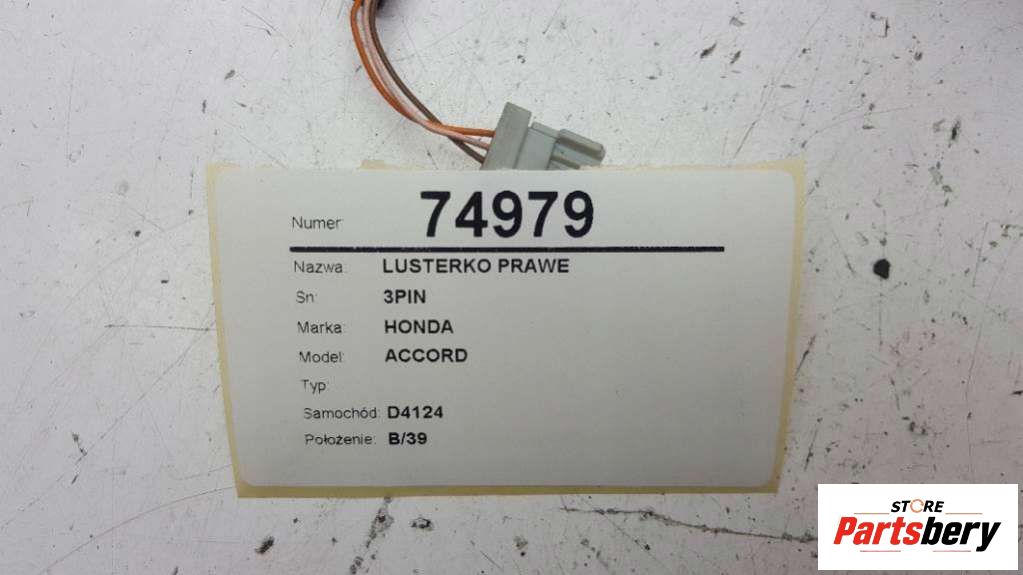 Numer: 74979
Nazwa: LUSTERKO PRAWE
Sn: 3PIN
Marka: HONDA
Model: ACCORD
Typ:
Samochód: D4124
Położenie: B/39
STORE
Partsbery